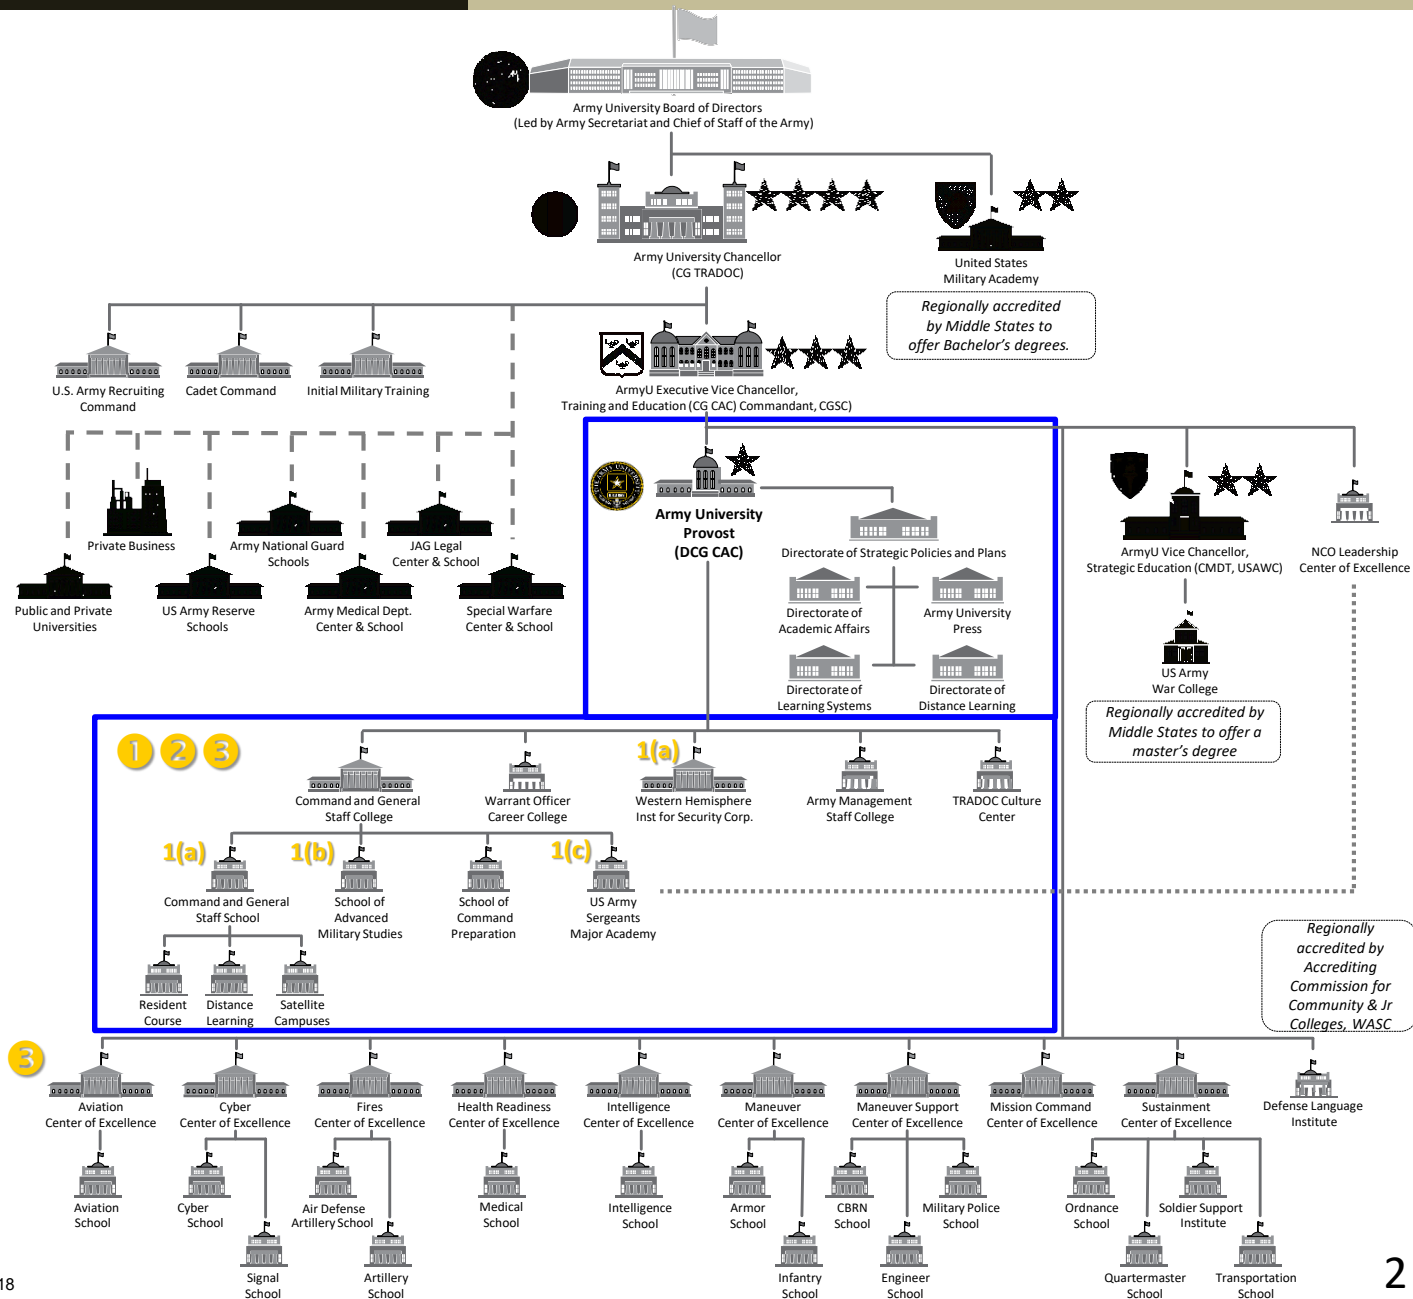 Army University Board of Directors
(Led by Army Secretariat and Chief of Staff of the Army)
Army University Chancellor
(CG TRADOC)
United States
Military Academy
Regionally accredited
by Middle States to
offer Bachelor's degrees.
U.S. Army Recruiting
Command
Cadet Command
Initial Military Training
ArmyU Executive Vice Chancellor,
Training and Education (CG CAC) Commandant, CGSC)
Private Business
Army National Guard
Schools
JAG Legal
Center & School
Public and Private
Universities
US Army Reserve
Schools
Army Medical Dept.
Center & School
Special Warfare
Center & School
Army University
Provost
(DCG CAC)
Directorate of Strategic Policies and Plans
Directorate of
Academic Affairs
Army University
Press
Directorate of
Learning Systems
Directorate of
Distance Learning
ArmyU Vice Chancellor,
Strategic Education (CMDT, USAWC)
NCO Leadership
Center of Excellence
US Army
War College
Regionally accredited by
Middle States to offer a
master's degree
❶ ❷ ❸
1(a)
Command and General
Staff College
Warrant Officer
Career College
Western Hemisphere
Inst for Security Corp.
Army Management
Staff College
TRADOC Culture
Center
1(a)
1(b)
1(c)
Command and General
Staff School
School of
Advanced
Military Studies
School of
Command
Preparation
US Army
Sergeants
Major Academy
Resident
Course
Distance
Learning
Satellite
Campuses
Regionally
accredited by
Accrediting
Commission for
Community & Jr
Colleges, WASC
❸
Aviation
Center of Excellence
Cyber
Center of Excellence
Fires
Center of Excellence
Health Readiness
Center of Excellence
Intelligence
Center of Excellence
Maneuver
Center of Excellence
Maneuver Support
Center of Excellence
Mission Command
Center of Excellence
Sustainment
Center of Excellence
Defense Language
Institute
Aviation
School
Cyber
School
Air Defense
Artillery School
Medical
School
Intelligence
School
Armor
School
CBRN
School
Military Police
School
Ordnance
School
Soldier Support
Institute
Signal
School
Artillery
School
Infantry
School
Engineer
School
Quartermaster
School
Transportation
School
18
2